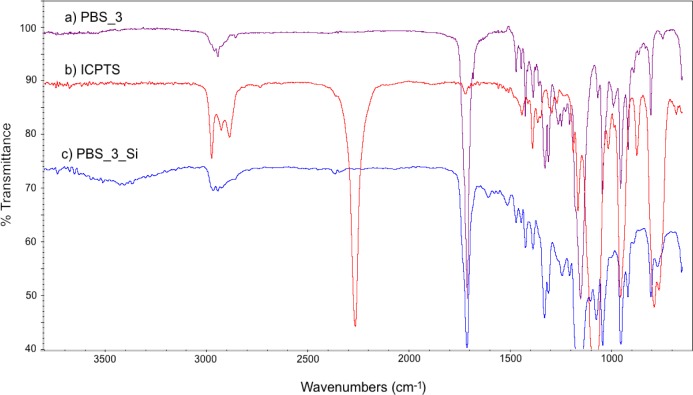 100
a) PBS_3
90
b) ICPTS
80
c) PBS_3_Si
70
60
50
40
% Transmittance
3500 3000 2500 2000 1500 1000
Wavenumbers (cm-1)